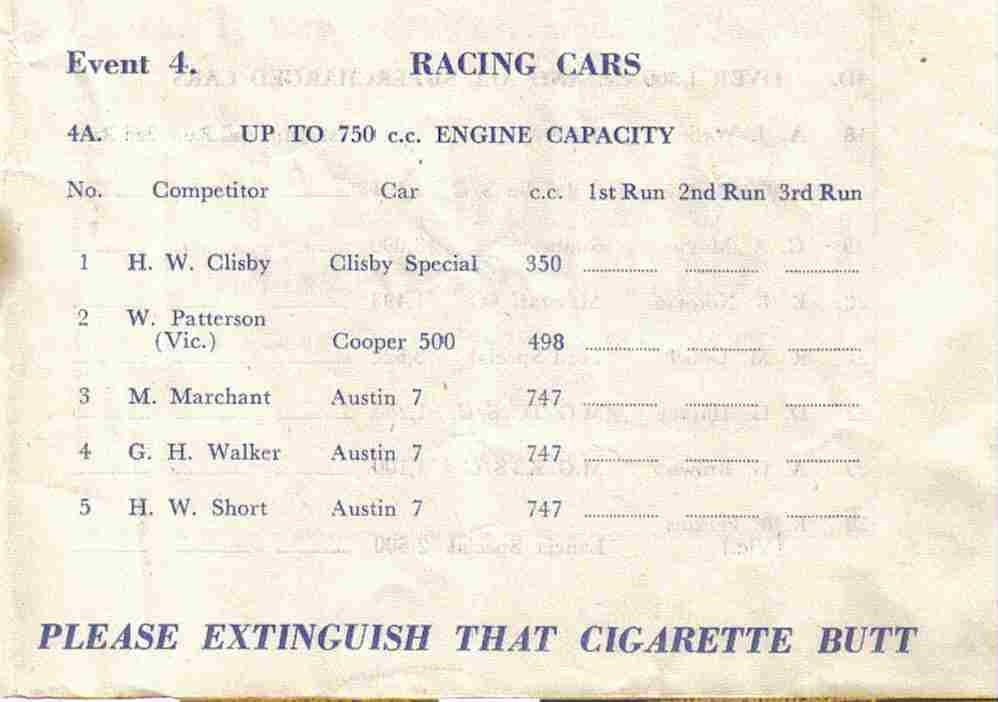 Event 4. RACING CARS
4A. UP TO 750 c.c. ENGINE CAPACITY
No. Competitor Car c.c. 1st Run 2nd Run 3rd Run
1 H. W. Clisby Clisby Special 350 .................. .................. ..................
2 W. Patterson
(Vic.) Cooper 500 498 .................. .................. ..................
3 M. Marchant Austin 7 747 .................. .................. ..................
4 G. H. Walker Austin 7 747 .................. .................. ..................
5 H. W. Short Austin 7 747 .................. .................. ..................
PLEASE EXTINGUISH THAT CIGARETTE BUTT